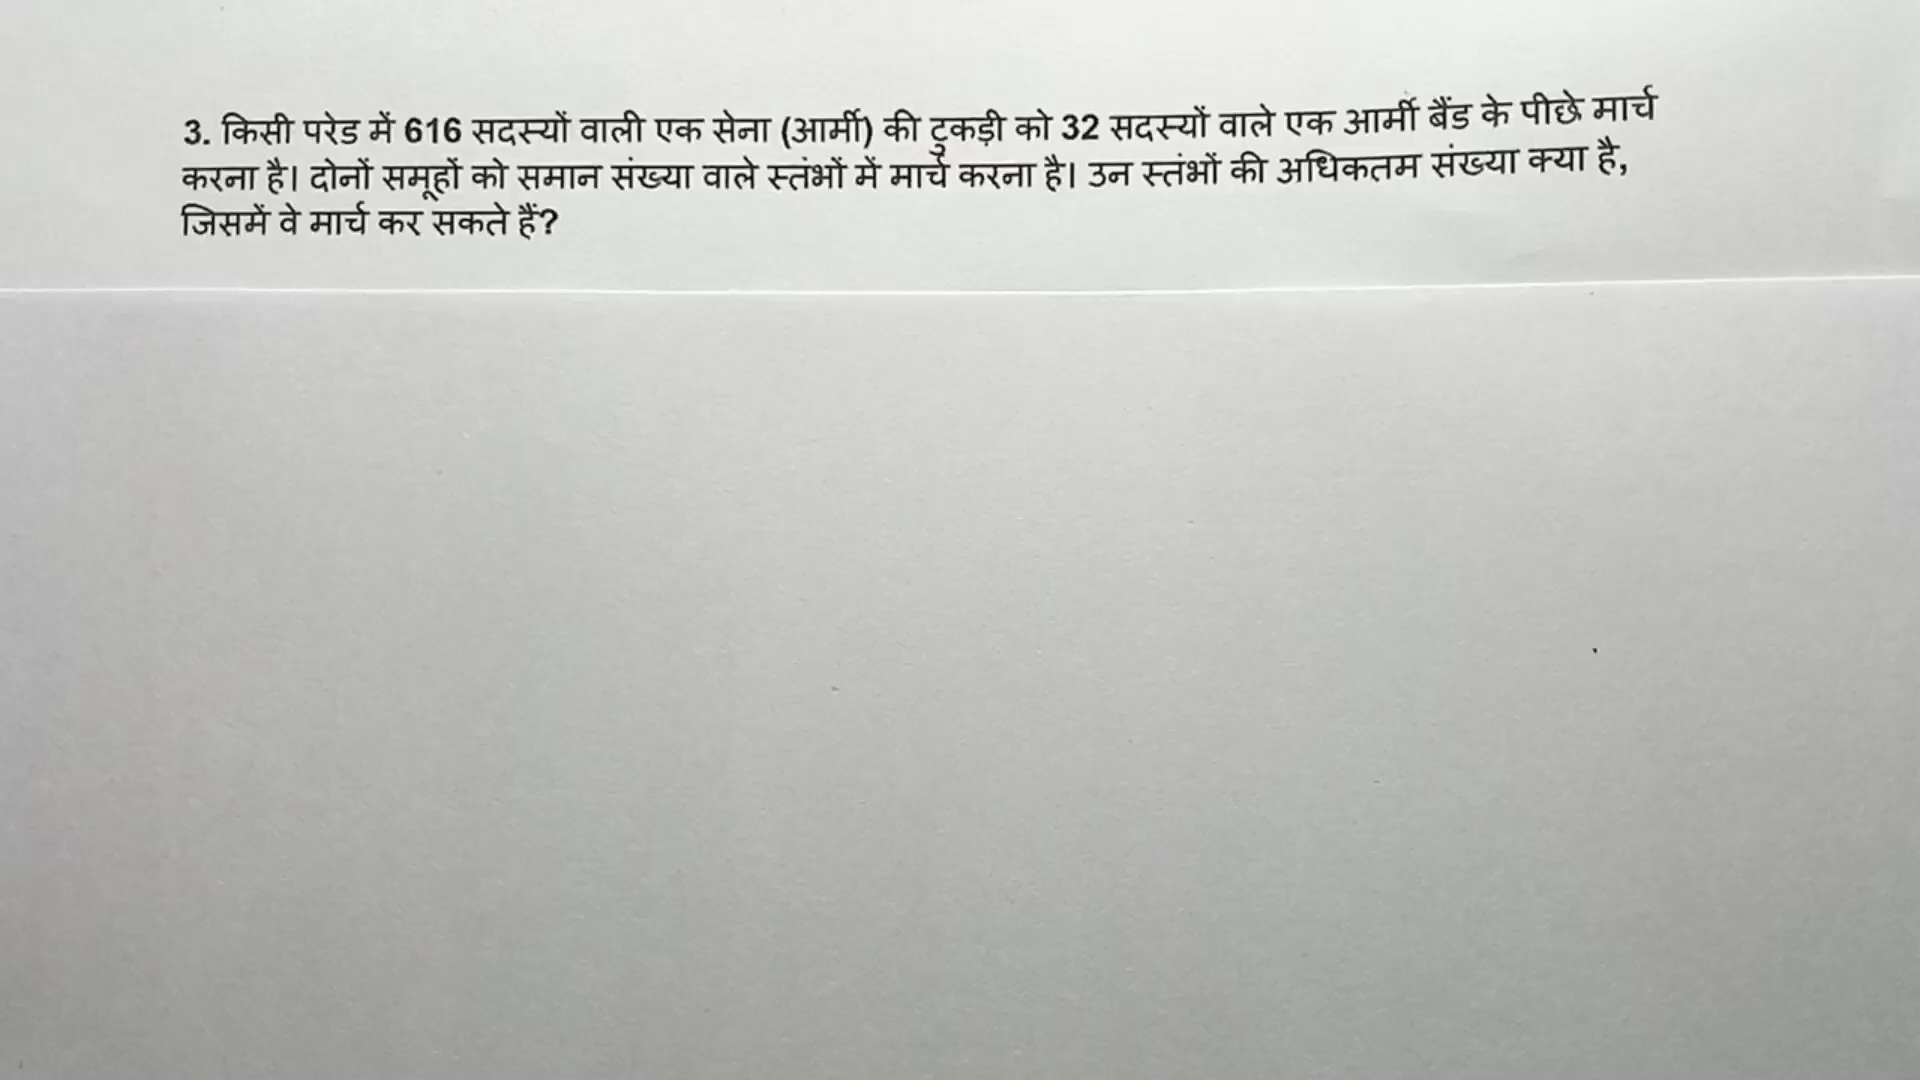 3. किसी परेड में 616 सदस्यों वाली एक सेना (आर्मी) की टुकड़ी को 32 सदस्यों वाले एक आर्मी बैंड के पीछे मार्च
करना है। दोनों समूहों को समान संख्या वाले स्तंभों में मार्च करना है। उन स्तंभों की अधिकतम संख्या क्या है,
जिसमें वे मार्च कर सकते हैं?